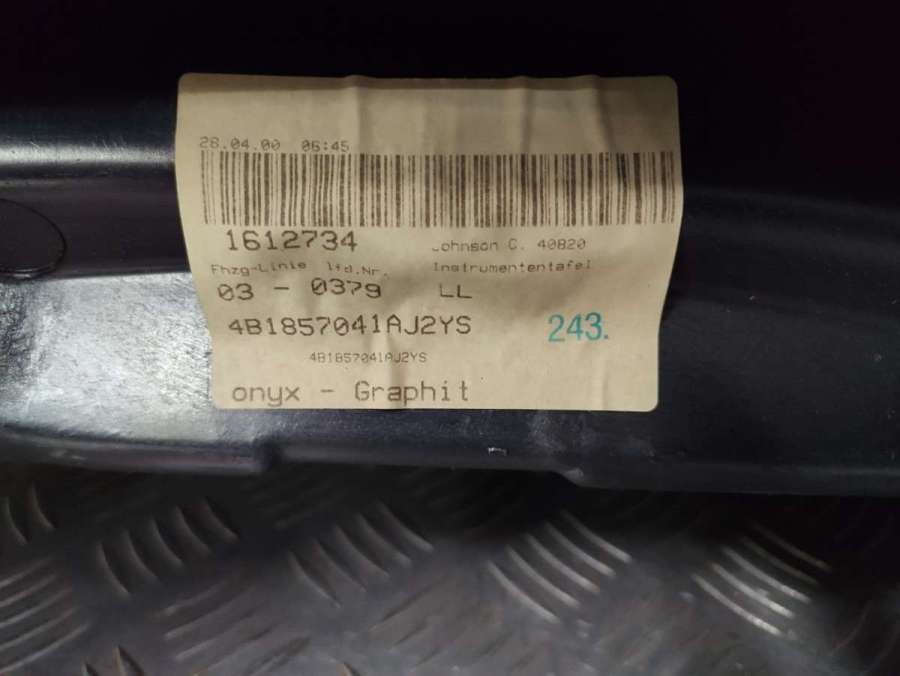 28.04.00 06:45
1612734 Johnson C. 40820
Fhzg-Linie lfd.Nr. Instrumententafel
03 - 0379 LL
4B1857041AJ2YS 243.
4B1857041AJ2YS
onyx - Graphit